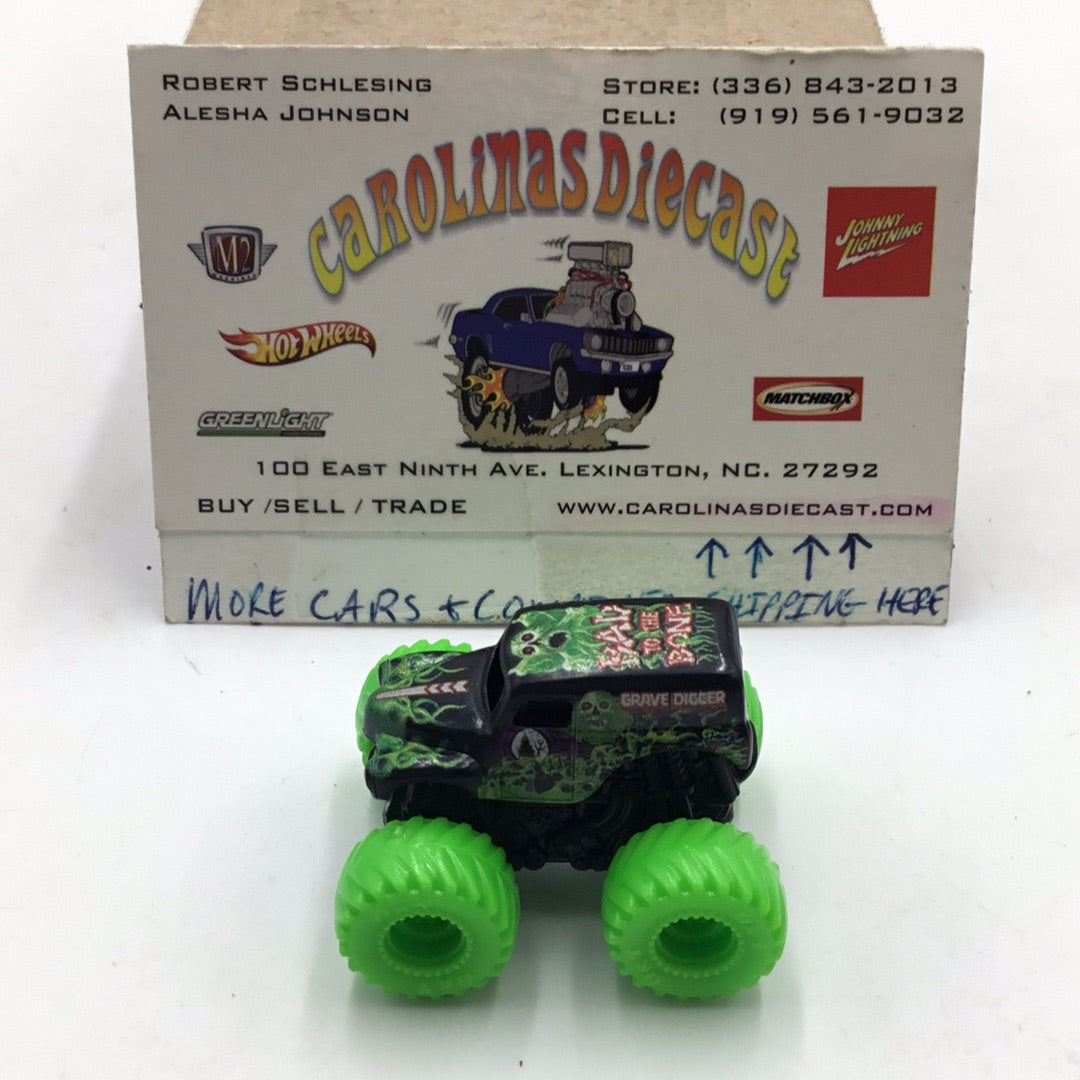 ROBERT SCHLESING
ALESHA JOHNSON
STORE: (336) 843-2013
CELL: (919) 561-9032
CAROLINAS DIECAST
M2
MACHINES
JOHNNY LIGHTNING
HOT WHEELS
GREENLIGHT
MATCHBOX
100 EAST NINTH AVE. LEXINGTON, NC. 27292
BUY /SELL / TRADE
WWW.CAROLINASDIECAST.COM
MORE CARS + SHIPPING HERE
BAD
TO THE
BONE
GRAVE DIGGER